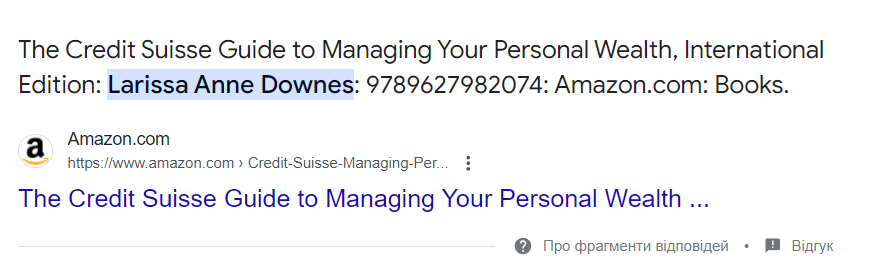 The Credit Suisse Guide to Managing Your Personal Wealth, International
Edition: Larissa Anne Downes: 9789627982074: Amazon.com: Books.
a
Amazon.com
https://www.amazon.com › Credit-Suisse-Managing-Per...
The Credit Suisse Guide to Managing Your Personal Wealth ...
Про фрагменти відповідей • Відгук